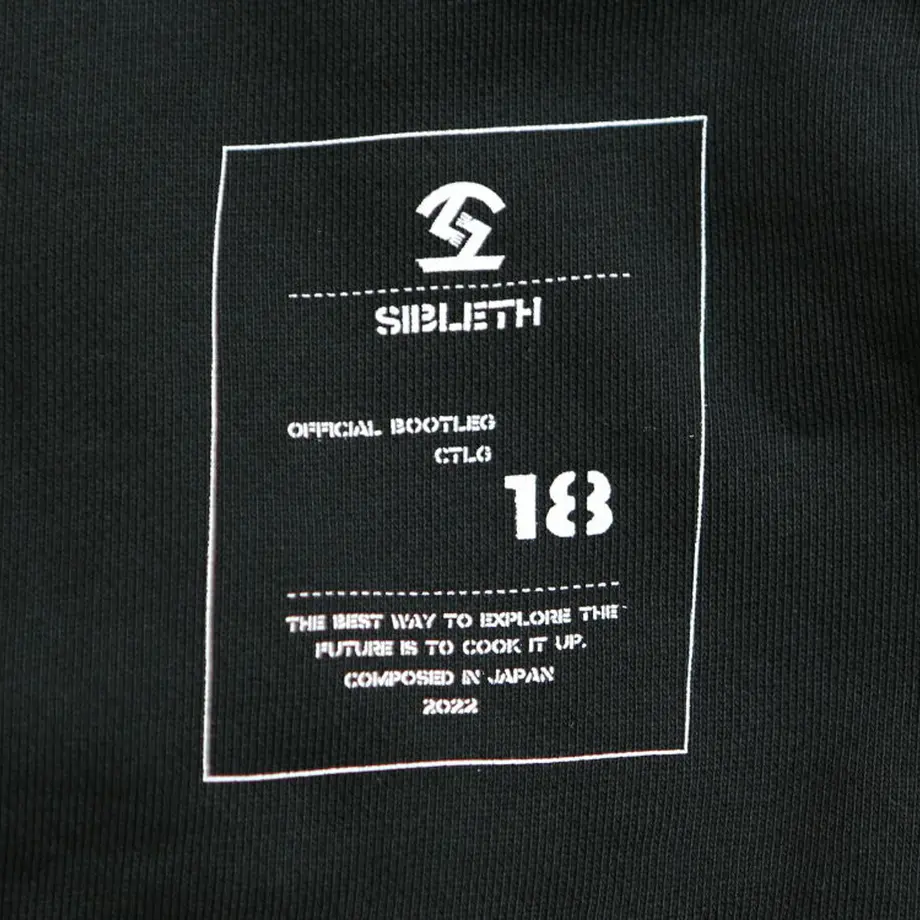 SIBLETH
OFFICIAL BOOTLEG
CTLG
18
THE BEST WAY TO EXPLORE THE
FUTURE IS TO COOK IT UP.
COMPOSED IN JAPAN
2022